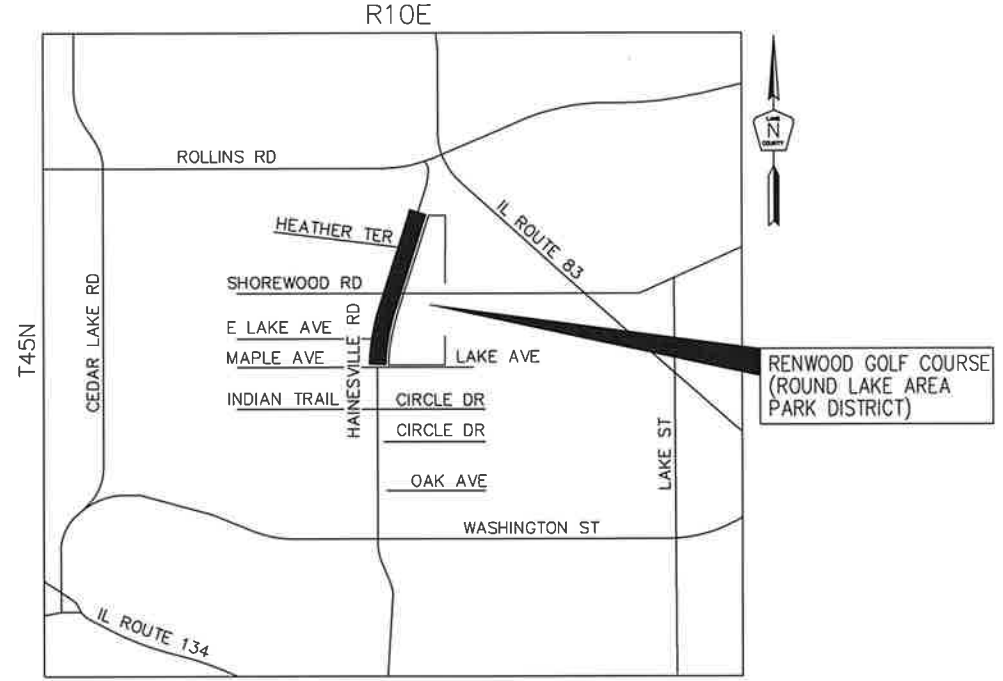 R10E
ROLLINS RD
LAKE
N
COUNTY
HEATHER TER
IL ROUTE 83
SHOREWOOD RD
CEDAR LAKE RD
T45N
HAINESVILLE RD
E LAKE AVE
MAPLE AVE
LAKE AVE
RENWOOD GOLF COURSE
(ROUND LAKE AREA
PARK DISTRICT)
INDIAN TRAIL
CIRCLE DR
CIRCLE DR
LAKE ST
OAK AVE
WASHINGTON ST
IL ROUTE 134